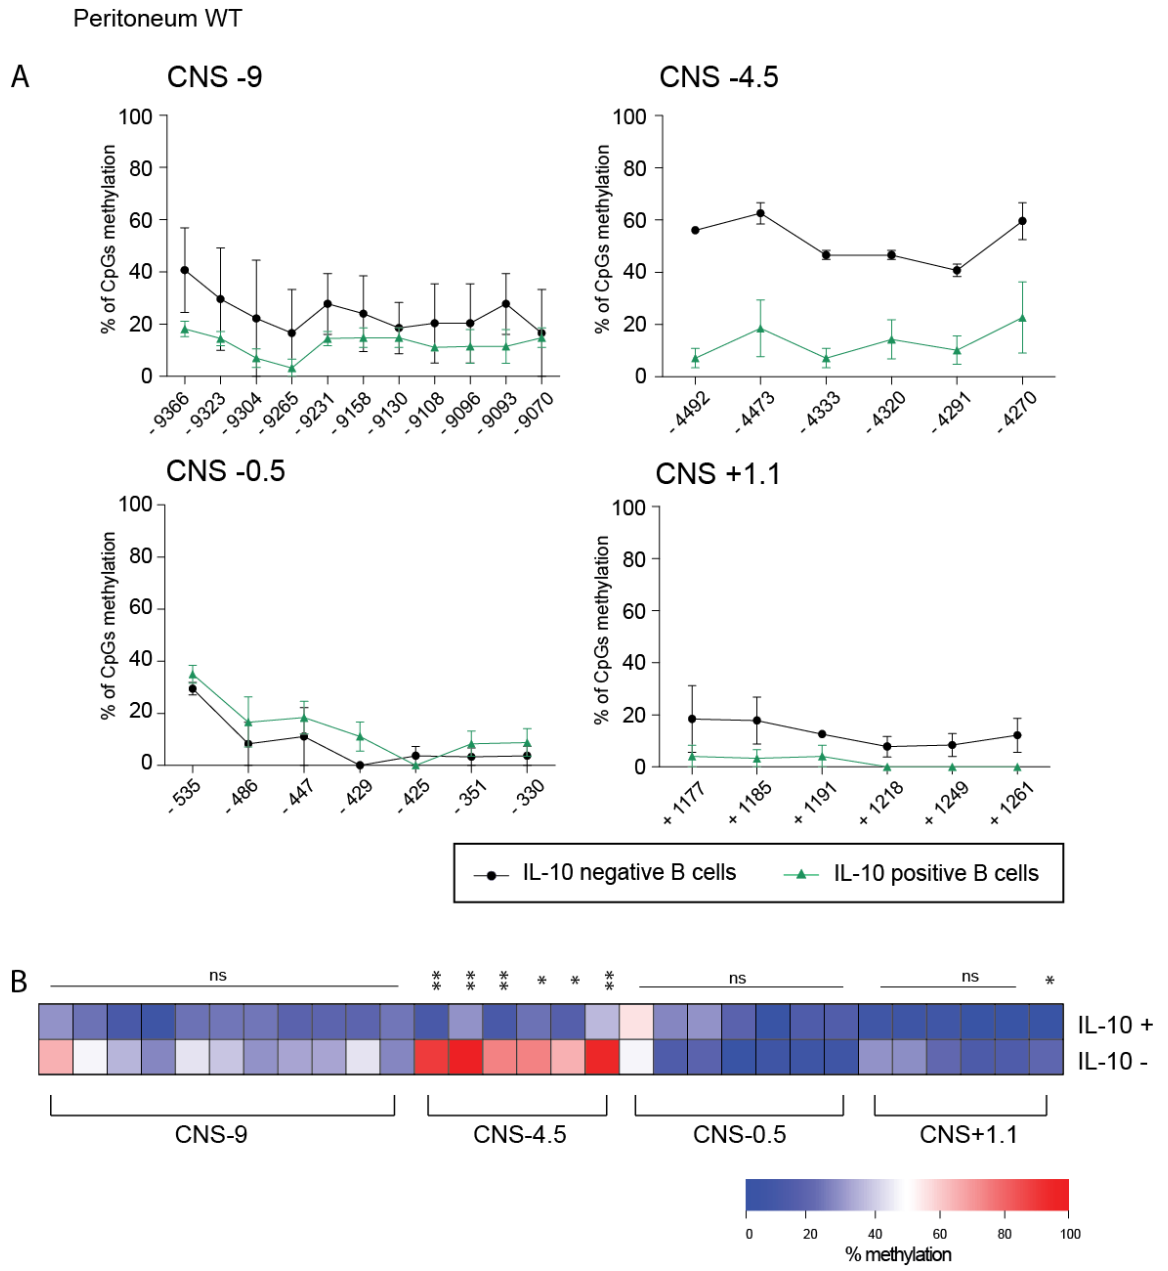 Peritoneum WT
A
CNS -9
% of CpGs methylation
100
80
60
40
20
0
- 9366
- 9323
- 9304
- 9265
- 9231
- 9158
- 9130
- 9108
- 9096
- 9093
- 9070
CNS -4.5
% of CpGs methylation
100
80
60
40
20
0
- 4492
- 4473
- 4333
- 4320
- 4291
- 4270
CNS -0.5
% of CpGs methylation
100
80
60
40
20
0
- 535
- 486
- 447
- 429
- 425
- 351
- 330
CNS +1.1
% of CpGs methylation
100
80
60
40
20
0
+ 1177
+ 1185
+ 1191
+ 1218
+ 1249
+ 1261
IL-10 negative B cells
IL-10 positive B cells
B
ns ** ** ** * * ** ns ns *
IL-10 +
IL-10 -
CNS-9 CNS-4.5 CNS-0.5 CNS+1.1
0 20 40 60 80 100
% methylation